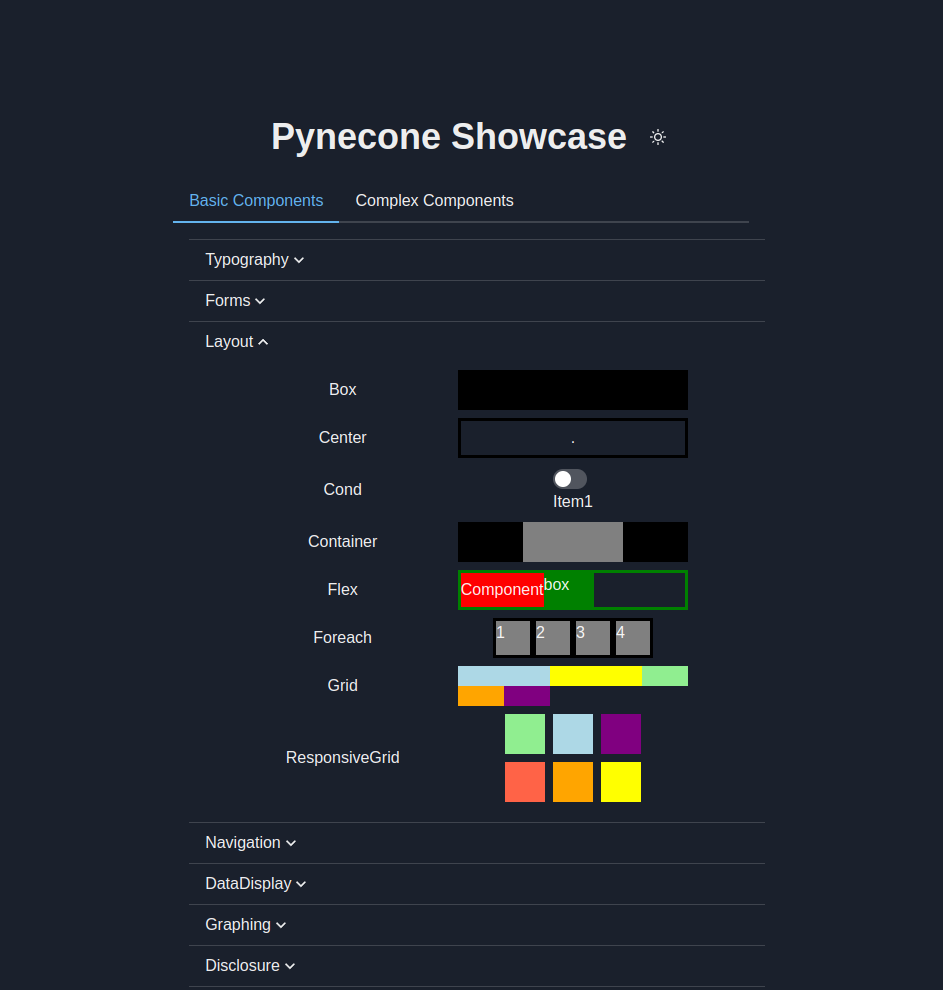 Pynecone Showcase
Basic Components Complex Components
Typography
Forms
Layout
Box
Center .
Cond
Item1
Container
Flex Component box
Foreach 1 2 3 4
Grid
ResponsiveGrid
Navigation
DataDisplay
Graphing
Disclosure